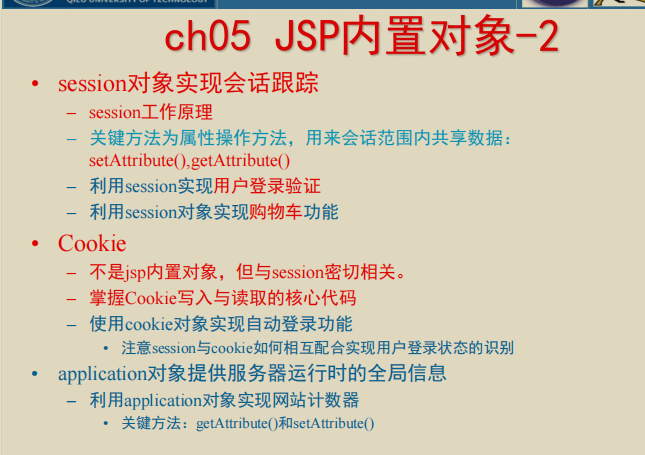 QILU UNIVERSITY OF TECHNOLOGY
ch05 JSP内置对象-2
• session对象实现会话跟踪
– session工作原理
– 关键方法为属性操作方法，用来会话范围内共享数据：
setAttribute(),getAttribute()
– 利用session实现用户登录验证
– 利用session对象实现购物车功能
• Cookie
– 不是jsp内置对象，但与session密切相关。
– 掌握Cookie写入与读取的核心代码
– 使用cookie对象实现自动登录功能
• 注意session与cookie如何相互配合实现用户登录状态的识别
• application对象提供服务器运行时的全局信息
– 利用application对象实现网站计数器
• 关键方法：getAttribute()和setAttribute()